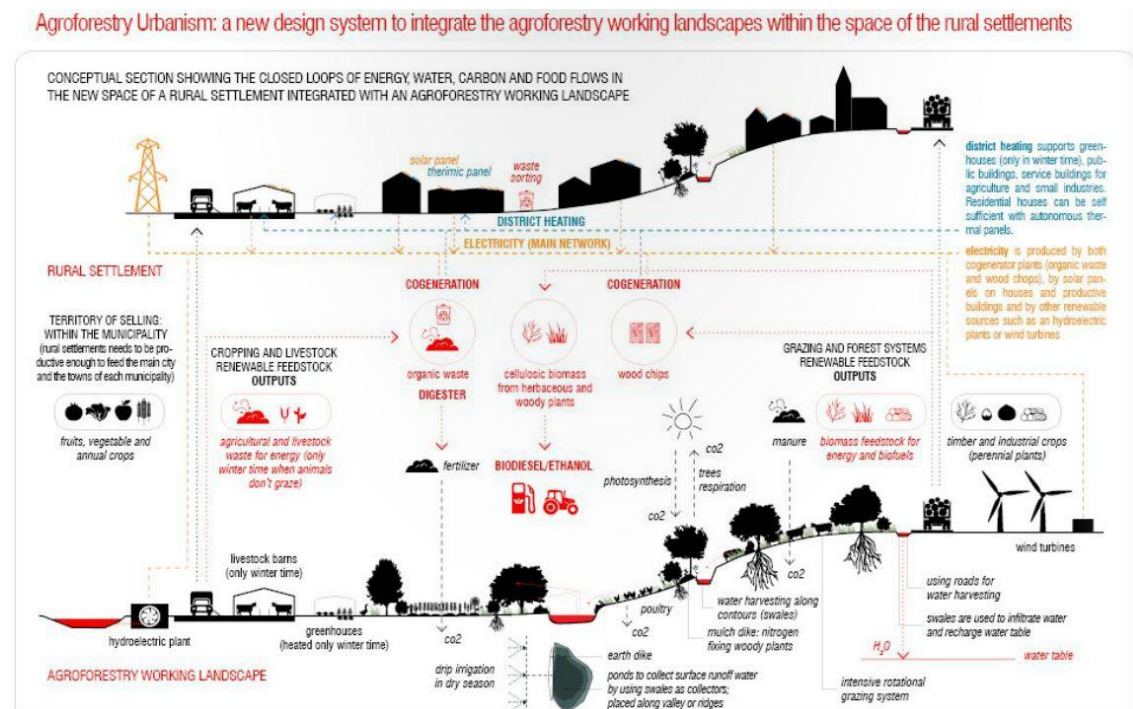 Agroforestry Urbanism: a new design system to integrate the agroforestry working landscapes within the space of the rural settlements
CONCEPTUAL SECTION SHOWING THE CLOSED LOOPS OF ENERGY, WATER, CARBON AND FOOD FLOWS IN
THE NEW SPACE OF A RURAL SETTLEMENT INTEGRATED WITH AN AGROFORESTRY WORKING LANDSCAPE
solar panel
thermic panel
waste
sorting
DISTRICT HEATING
ELECTRICITY (MAIN NETWORK)
district heating supports green-
houses (only in winter time), pub-
lic buildings, service buildings for
agriculture and small industries.
Residential houses can be self
sufficient with autonomous ther-
mal panels.
electricity is produced by both
cogenerator plants (organic waste
and wood chops), by solar pan-
els on houses and productive
buildings and by other renewable
sources such as an hydroelectric
plants or wind turbines
RURAL SETTLEMENT
TERRITORY OF SELLING:
WITHIN THE MUNICIPALITY
(rural settlements needs to be pro-
ductive enough to feed the main city
and the towns of each municipality)
fruits, vegetable and
annual crops
CROPPING AND LIVESTOCK
RENEWABLE FEEDSTOCK
OUTPUTS
agricultural and livestock
waste for energy (only
winter time when animals
don't graze)
COGENERATION
organic waste
DIGESTER
fertilizer
cellulosic biomass
from herbaceous and
woody plants
BIODIESEL/ETHANOL
COGENERATION
wood chips
GRAZING AND FOREST SYSTEMS
RENEWABLE FEEDSTOCK
OUTPUTS
manure
biomass feedstock for
energy and biofuels
timber and industrial crops
(perennial plants)
photosynthesis
co2
trees
respiration
co2
wind turbines
livestock barns
(only winter time)
hydroelectric plant
greenhouses
(heated only winter time)
co2
poultry
co2
co2
water harvesting along
contours (swales)
mulch dike: nitrogen
fixing woody plants
using roads for
water harvesting
swales are used to infiltrate water
and recharge water table
H2O
water table
intensive rotational
grazing system
AGROFORESTRY WORKING LANDSCAPE
drip irrigation
in dry season
earth dike
ponds to collect surface runoff water
by using swales as collectors;
placed along valley or ridges